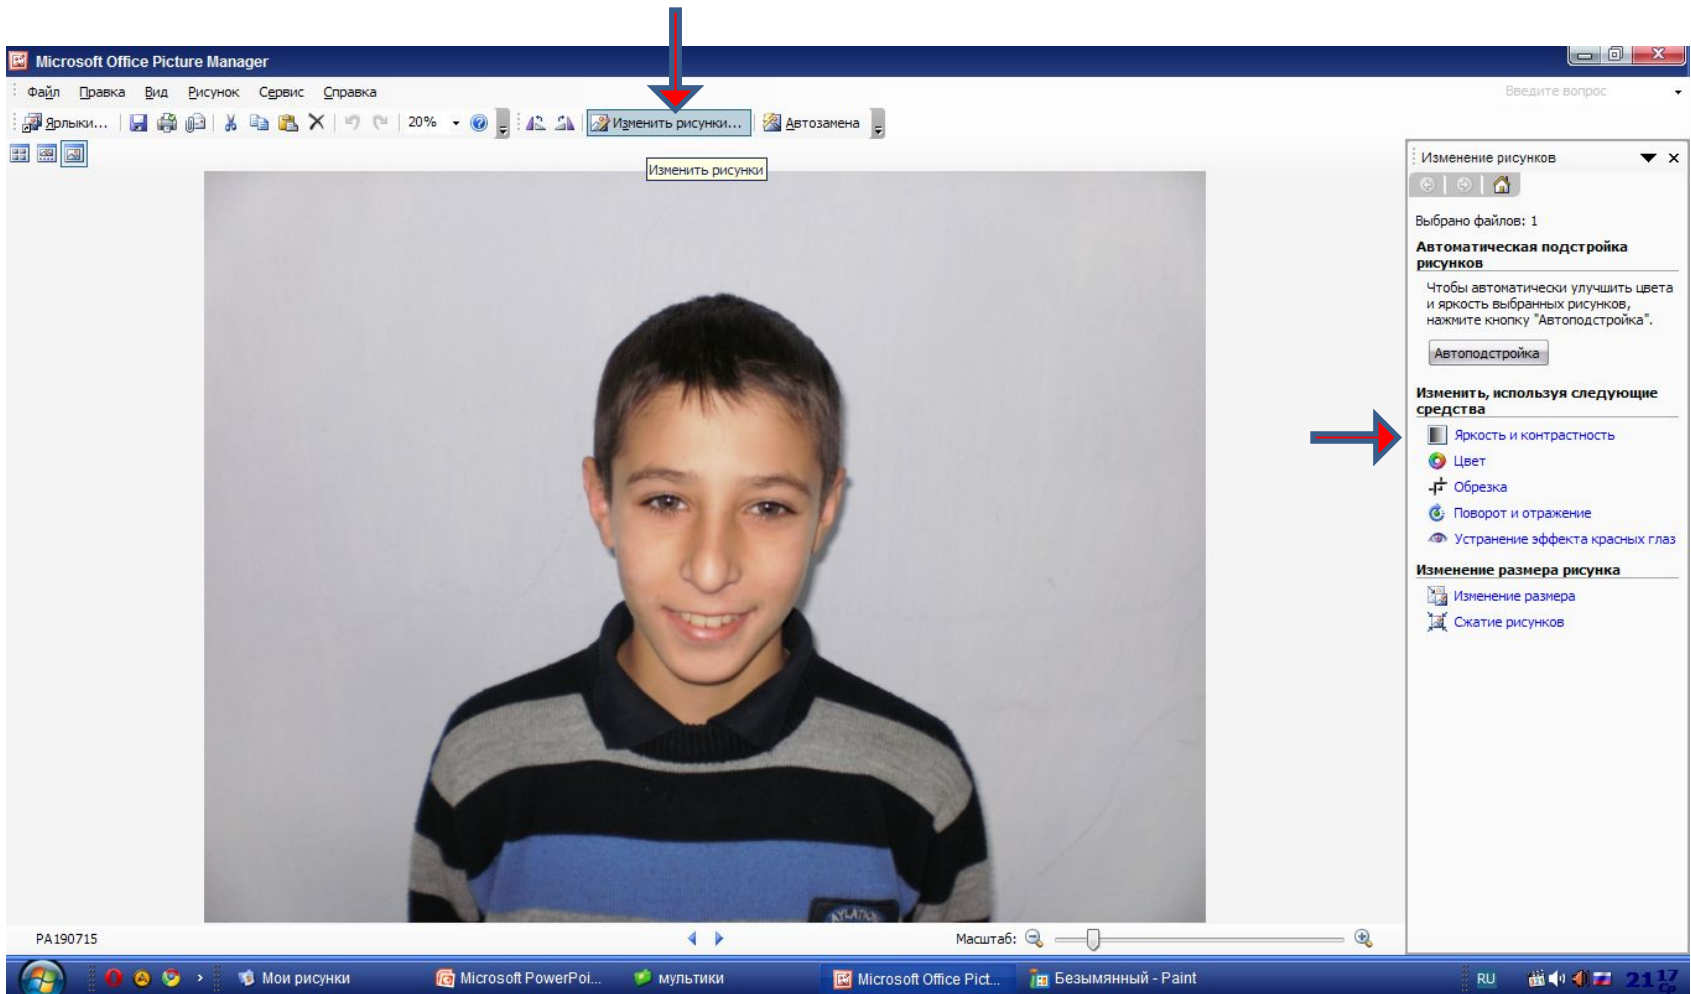 Microsoft Office Picture Manager
Файл Правка Вид Рисунок Сервис Справка
Введите вопрос
Ярлыки...
20%
Изменить рисунки...
Автозамена
Изменить рисунки
Изменение рисунков
Выбрано файлов: 1
Автоматическая подстройка
рисунков
Чтобы автоматически улучшить цвета
и яркость выбранных рисунков,
нажмите кнопку "Автоподстройка".
Автоподстройка
Изменить, используя следующие
средства
Яркость и контрастность
Цвет
Обрезка
Поворот и отражение
Устранение эффекта красных глаз
Изменение размера рисунка
Изменение размера
Сжатие рисунков
PA190715
Масштаб:
Мои рисунки
Microsoft PowerPoi...
мультики
Microsoft Office Pict...
Безымянный - Paint
RU
21 17
Ср